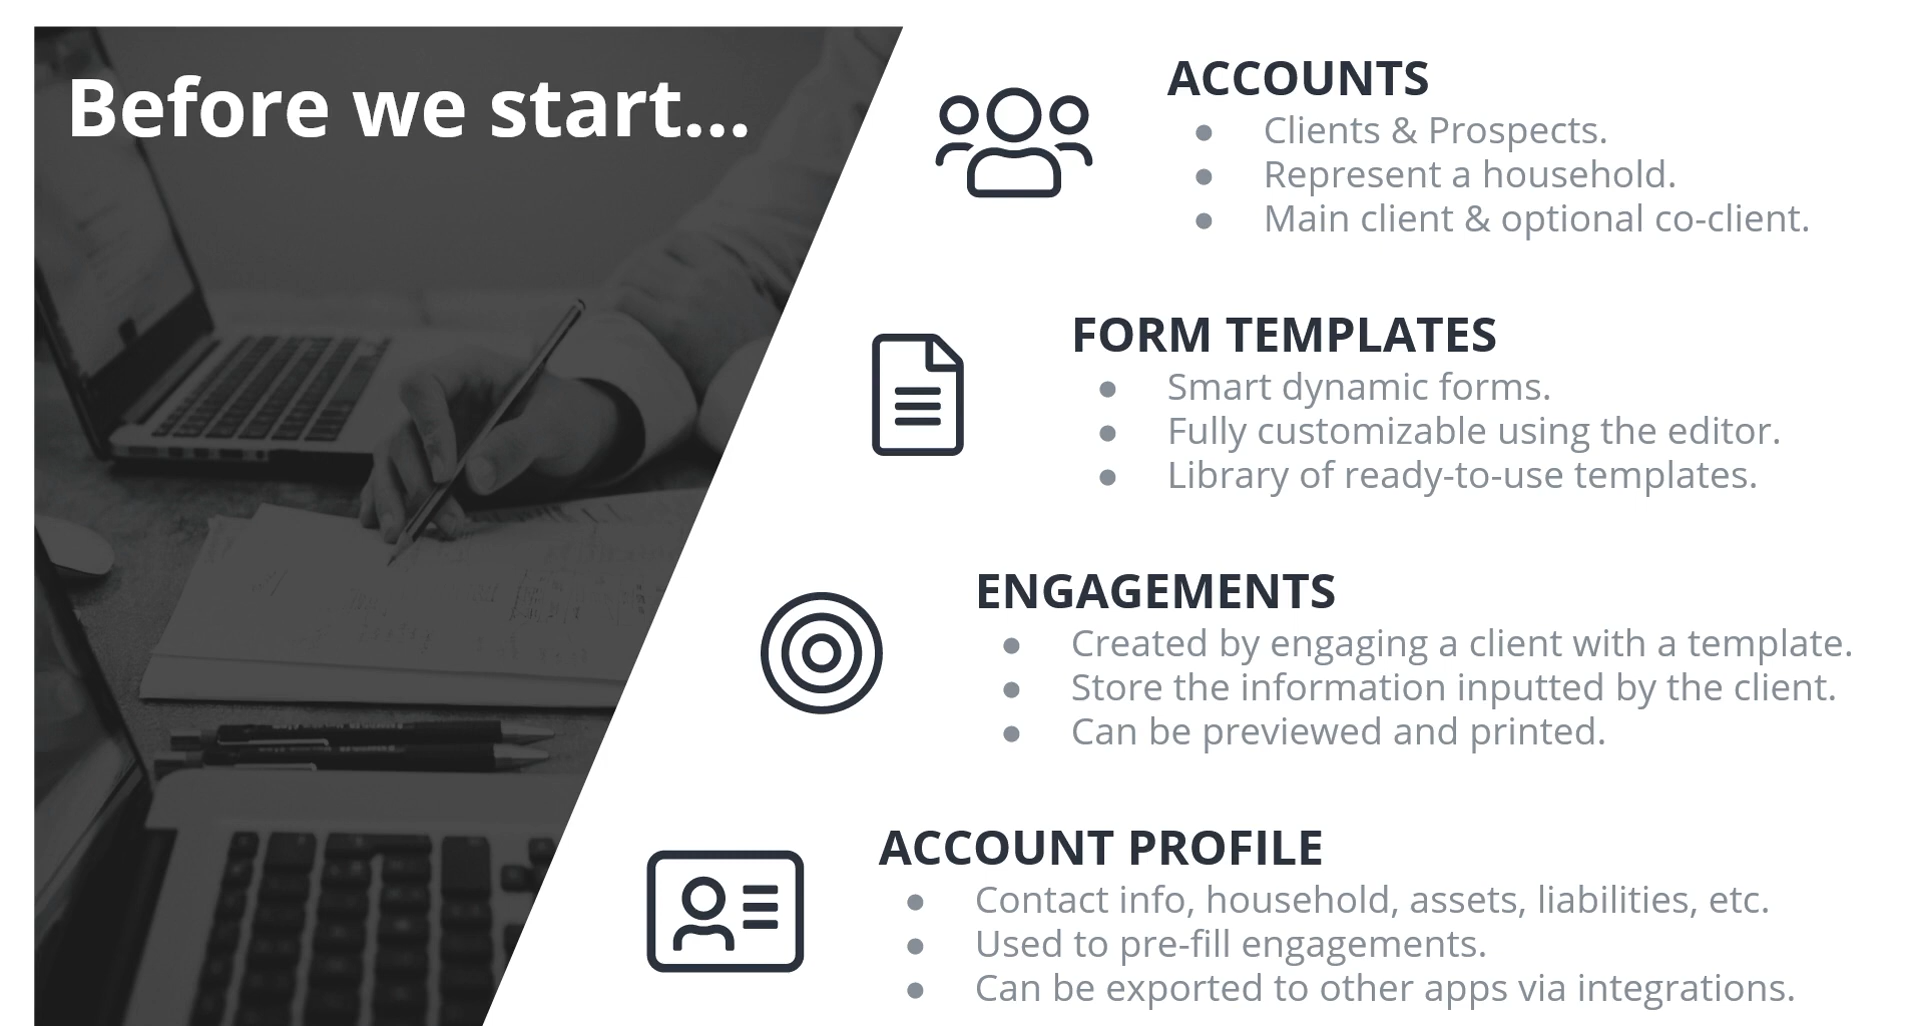 Before we start...
ACCOUNTS
● Clients & Prospects.
● Represent a household.
● Main client & optional co-client.
FORM TEMPLATES
● Smart dynamic forms.
● Fully customizable using the editor.
● Library of ready-to-use templates.
ENGAGEMENTS
● Created by engaging a client with a template.
● Store the information inputted by the client.
● Can be previewed and printed.
ACCOUNT PROFILE
● Contact info, household, assets, liabilities, etc.
● Used to pre-fill engagements.
● Can be exported to other apps via integrations.